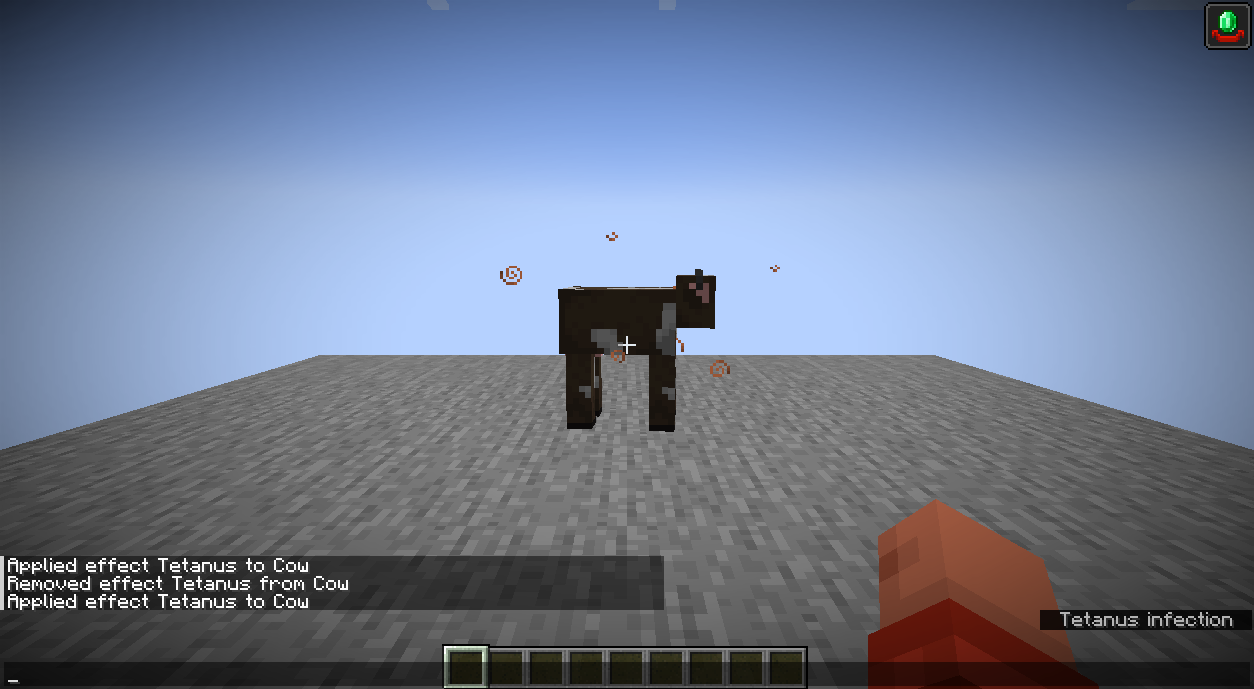 Applied effect Tetanus to Cow
Removed effect Tetanus from Cow
Applied effect Tetanus to Cow
Tetanus infection
_